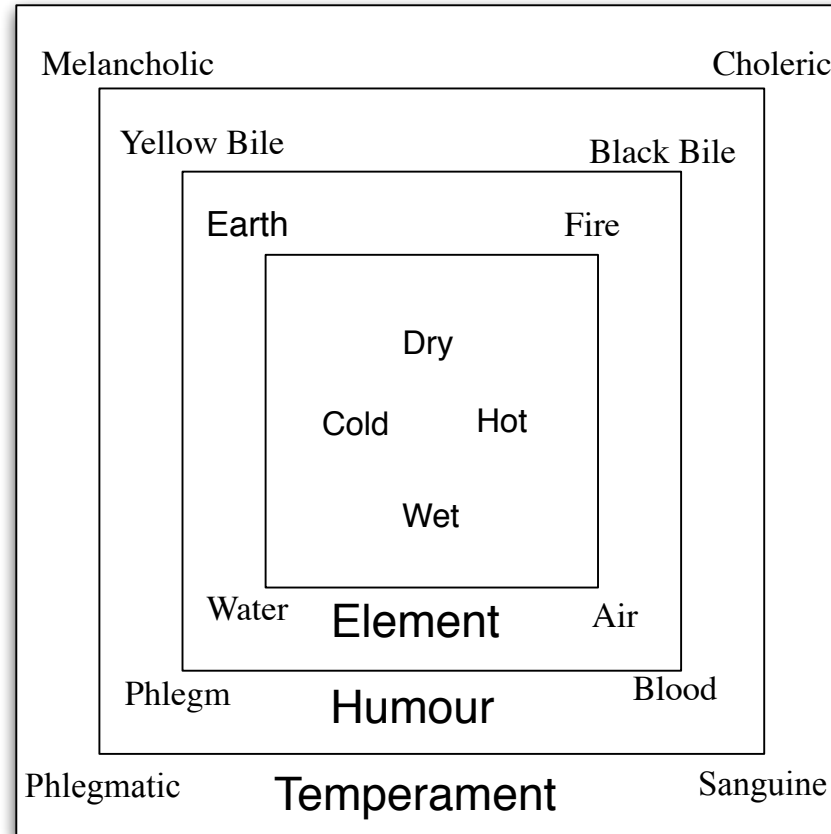 Melancholic Choleric
Yellow Bile Black Bile
Earth Fire
Dry
Cold Hot
Wet
Water Element Air
Phlegm Humour Blood
Phlegmatic Temperament Sanguine